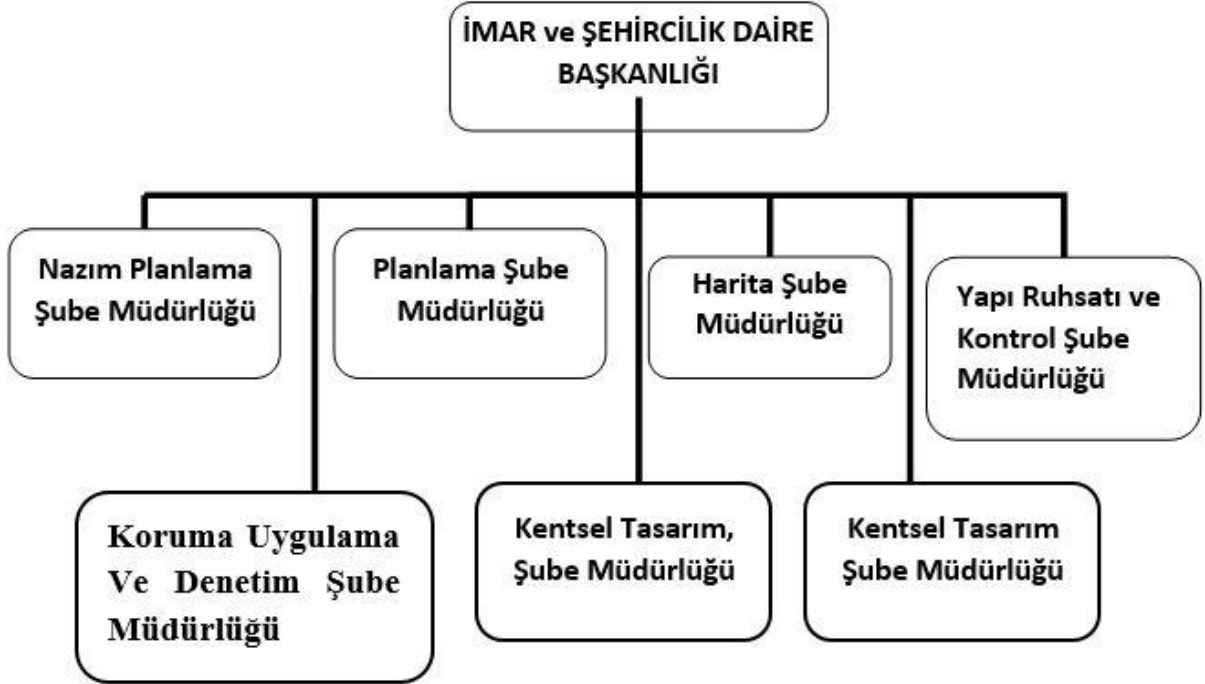 İMAR ve ŞEHİRCİLİK DAİRE
BAŞKANLIĞI
Nazım Planlama
Şube Müdürlüğü
Planlama Şube
Müdürlüğü
Harita Şube
Müdürlüğü
Yapı Ruhsatı ve
Kontrol Şube
Müdürlüğü
Koruma Uygulama
Ve Denetim Şube
Müdürlüğü
Kentsel Tasarım,
Şube Müdürlüğü
Kentsel Tasarım
Şube Müdürlüğü